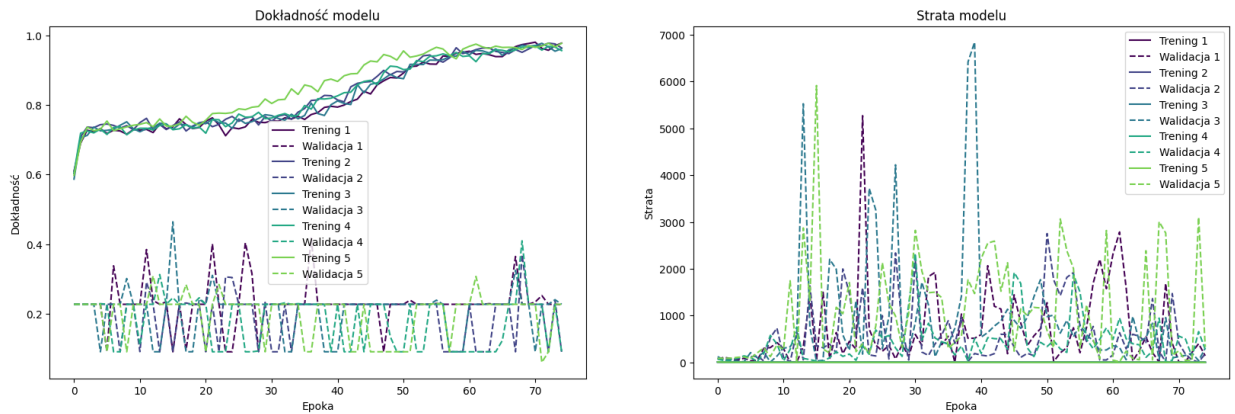 Dokładność modelu
1.0
0.8
0.6
0.4
0.2
Dokładność
0
10
20
30
40
50
60
70
Epoka
Trening 1
Walidacja 1
Trening 2
Walidacja 2
Trening 3
Walidacja 3
Trening 4
Walidacja 4
Trening 5
Walidacja 5
Strata modelu
7000
6000
5000
4000
3000
2000
1000
0
Strata
0
10
20
30
40
50
60
70
Epoka
Trening 1
Walidacja 1
Trening 2
Walidacja 2
Trening 3
Walidacja 3
Trening 4
Walidacja 4
Trening 5
Walidacja 5